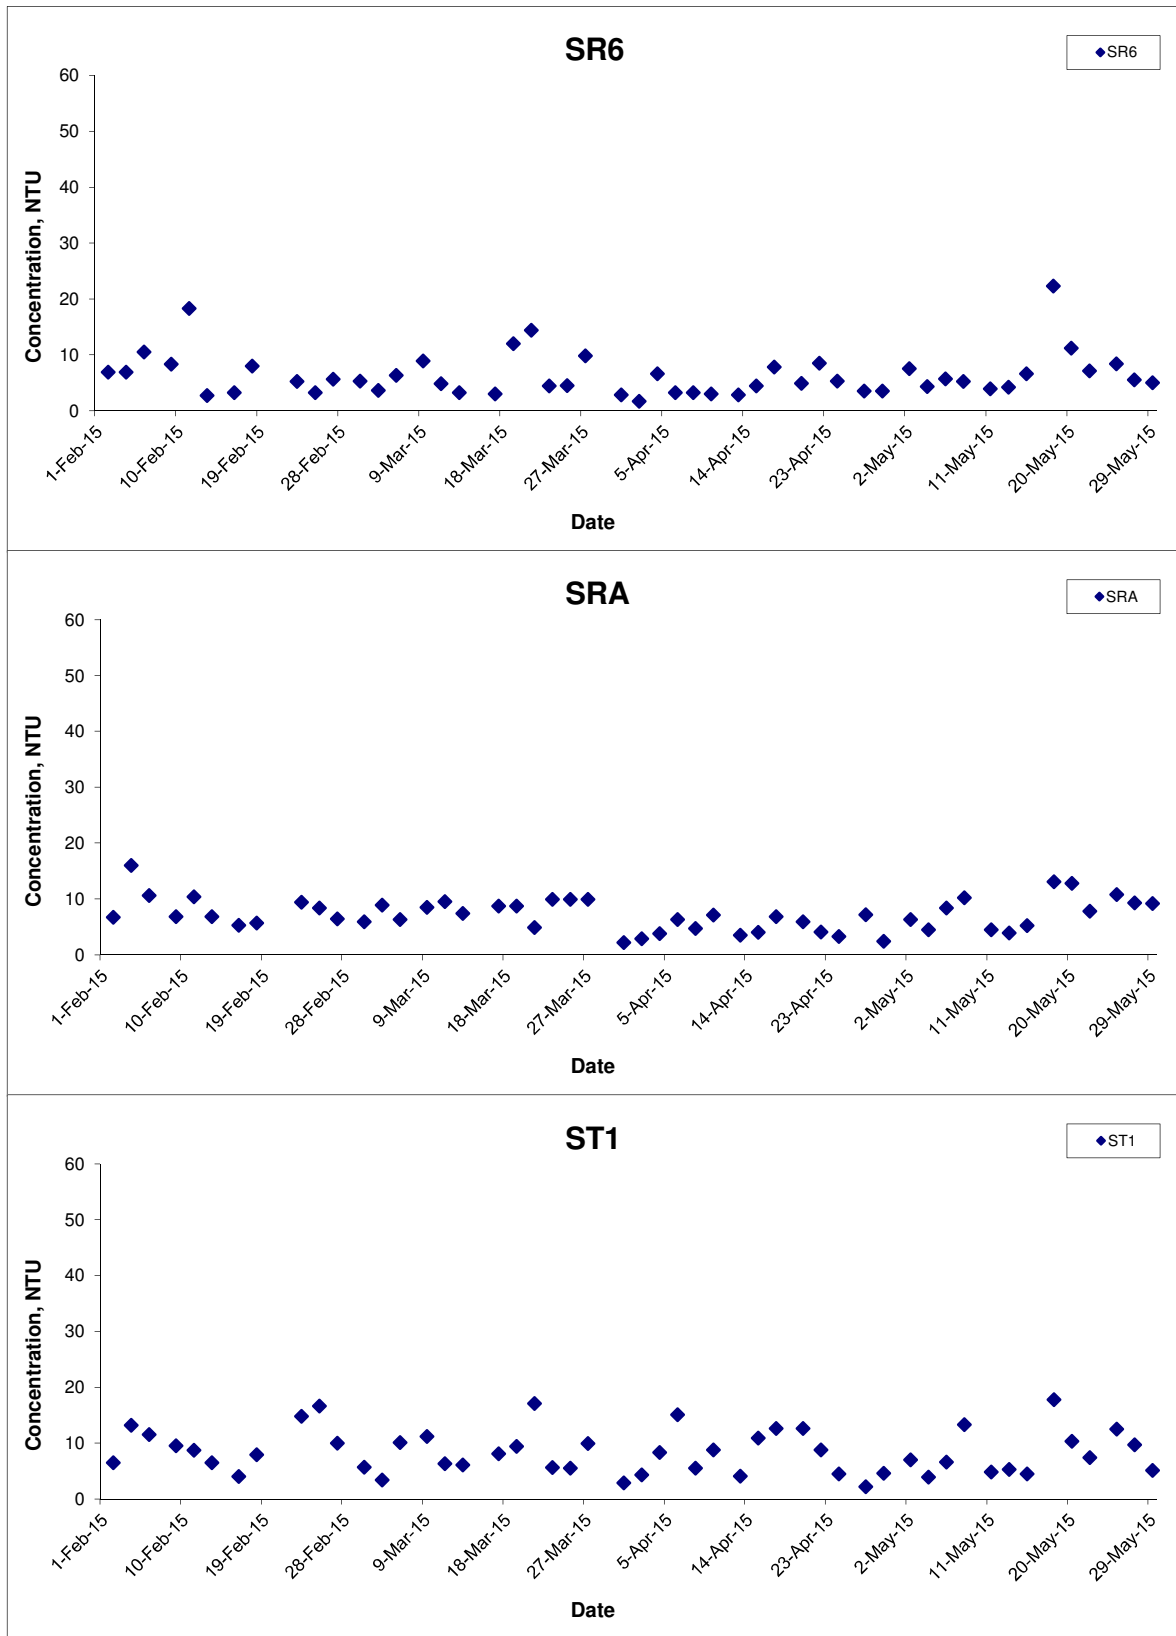 SR6
SR6
60
50
40
30
20
10
0
Concentration, NTU
1-Feb-15
10-Feb-15
19-Feb-15
28-Feb-15
9-Mar-15
18-Mar-15
27-Mar-15
5-Apr-15
14-Apr-15
23-Apr-15
2-May-15
11-May-15
20-May-15
29-May-15
Date
SRA
SRA
60
50
40
30
20
10
0
Concentration, NTU
1-Feb-15
10-Feb-15
19-Feb-15
28-Feb-15
9-Mar-15
18-Mar-15
27-Mar-15
5-Apr-15
14-Apr-15
23-Apr-15
2-May-15
11-May-15
20-May-15
29-May-15
Date
ST1
ST1
60
50
40
30
20
10
0
Concentration, NTU
1-Feb-15
10-Feb-15
19-Feb-15
28-Feb-15
9-Mar-15
18-Mar-15
27-Mar-15
5-Apr-15
14-Apr-15
23-Apr-15
2-May-15
11-May-15
20-May-15
29-May-15
Date